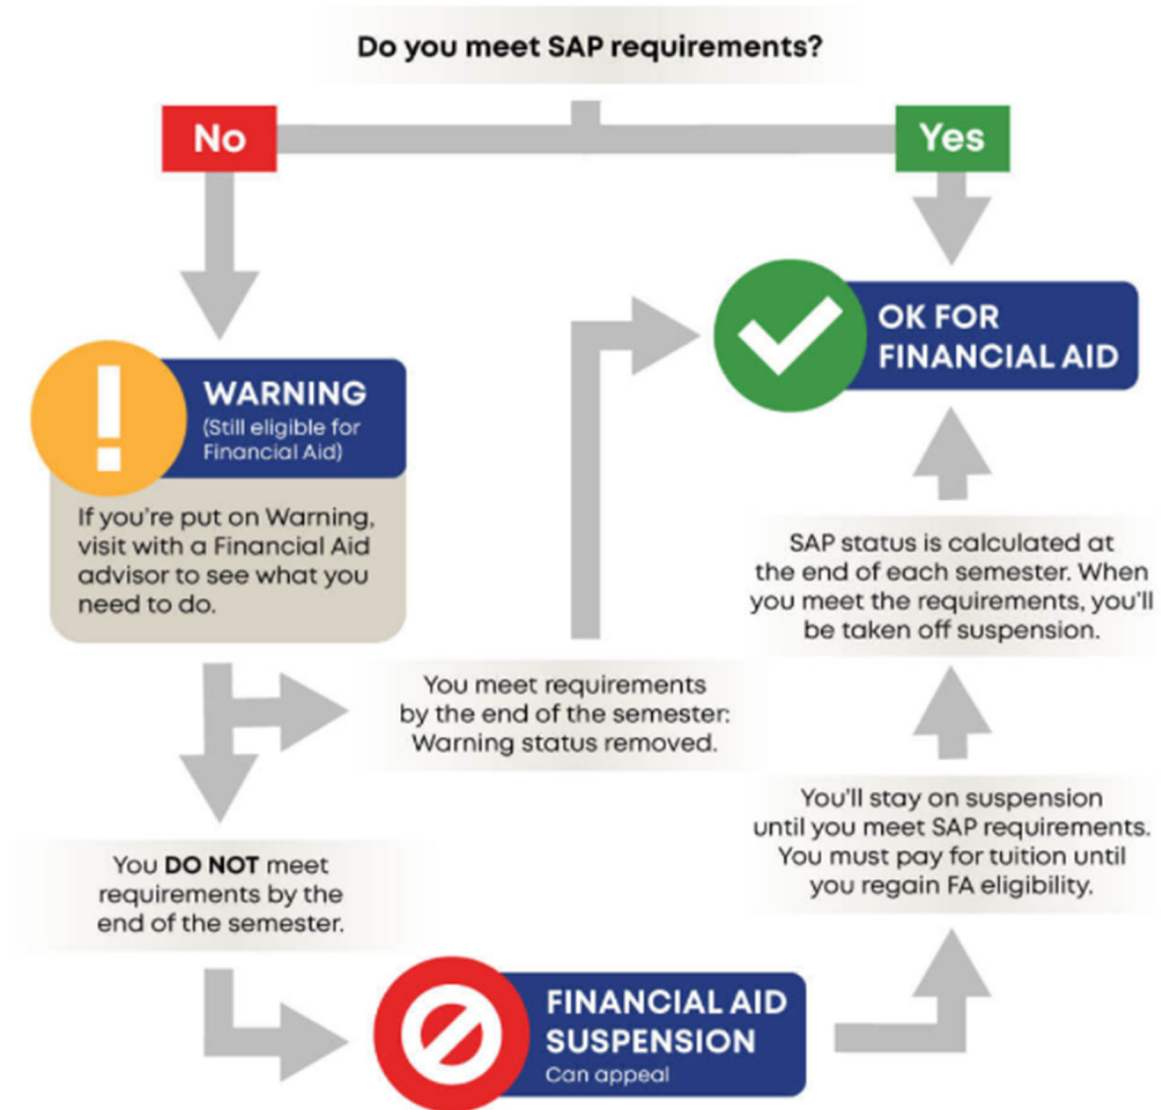 Do you meet SAP requirements?
No
Yes
OK FOR
FINANCIAL AID
WARNING
(Still eligible for
Financial Aid)
If you're put on Warning,
visit with a Financial Aid
advisor to see what you
need to do.
You meet requirements
by the end of the semester:
Warning status removed.
You DO NOT meet
requirements by the
end of the semester.
FINANCIAL AID
SUSPENSION
Can appeal
You'll stay on suspension
until you meet SAP requirements.
You must pay for tuition until
you regain FA eligibility.
SAP status is calculated at
the end of each semester. When
you meet the requirements, you'll
be taken off suspension.